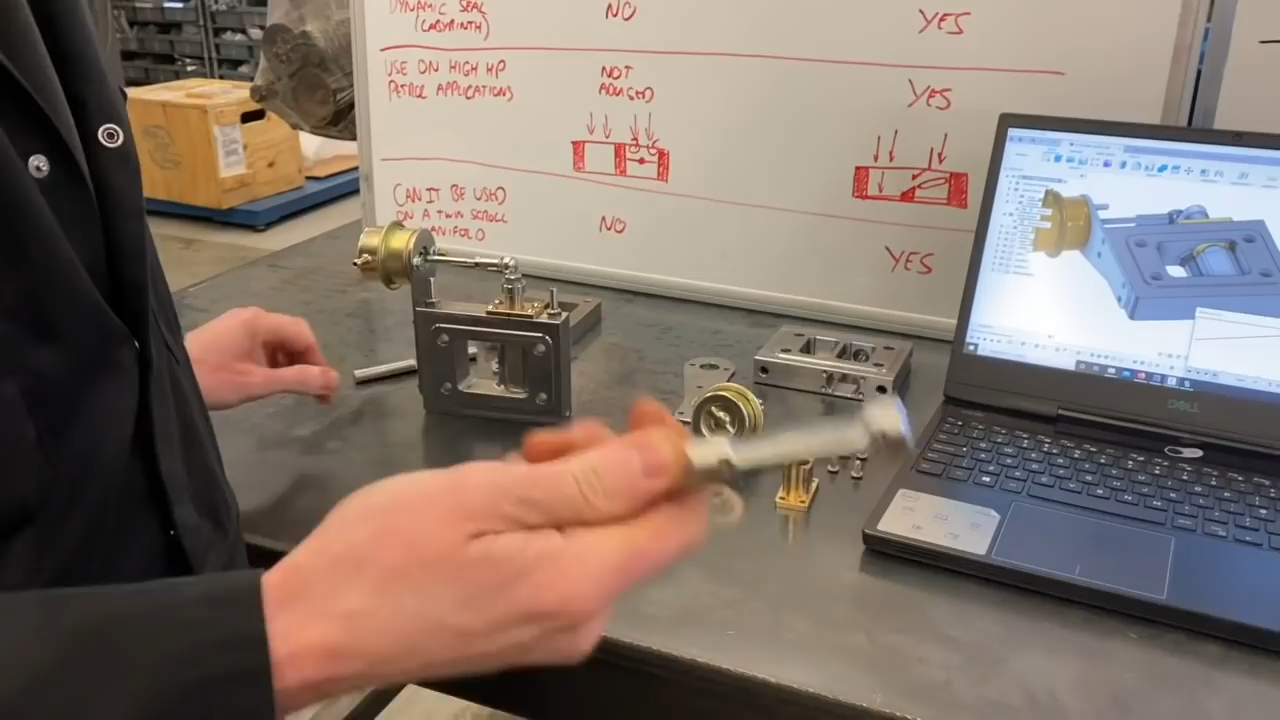 DYNAMIC SEAL NO YES
(LABYRINTH)
USE ON HIGH HP NOT YES
PETROL APPLICATIONS ADVISED
CAN IT BE USED
ON A TWIN SCROLL NO YES
MANIFOLD
DELL